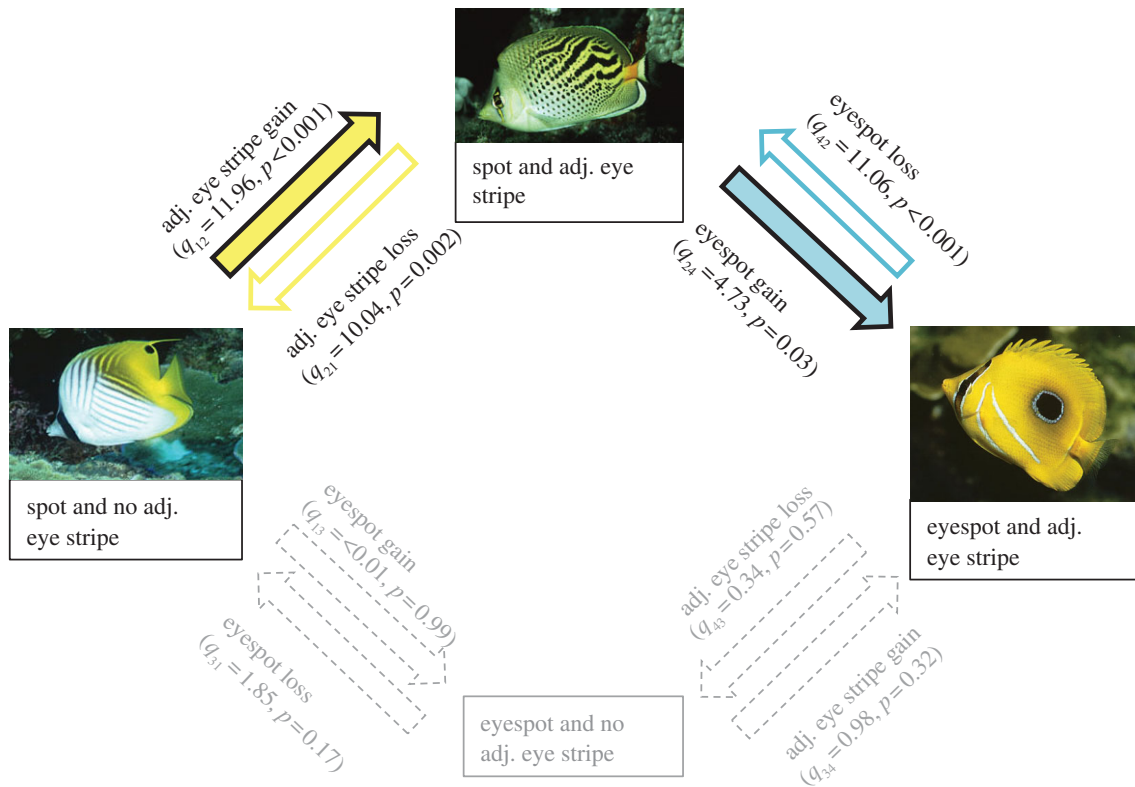 adj. eye stripe gain
(q12 = 11.96, p < 0.001)
adj. eye stripe loss
(q21 = 10.04, p = 0.002)
spot and adj. eye
stripe
eyespot loss
(q42 = 11.06, p < 0.001)
eyespot gain
(q24 = 4.73, p = 0.03)
spot and no adj.
eye stripe
eyespot and adj.
eye stripe
eyespot gain
(q13 = <0.01, p = 0.99)
eyespot loss
(q31 = 1.85, p = 0.17)
adj. eye stripe loss
(q43 = 0.34, p = 0.57)
adj. eye stripe gain
(q34 = 0.98, p = 0.32)
eyespot and no
adj. eye stripe